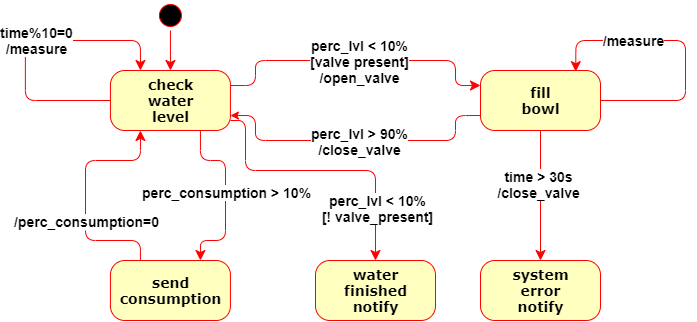 time%10=0
/measure
perc_lvl < 10%
[valve present]
/open_valve
/measure
check
water
level
fill
bowl
perc_lvl > 90%
/close_valve
time > 30s
/close_valve
perc_consumption > 10%
perc_lvl < 10%
[! valve_present]
/perc_consumption=0
send
consumption
water
finished
notify
system
error
notify